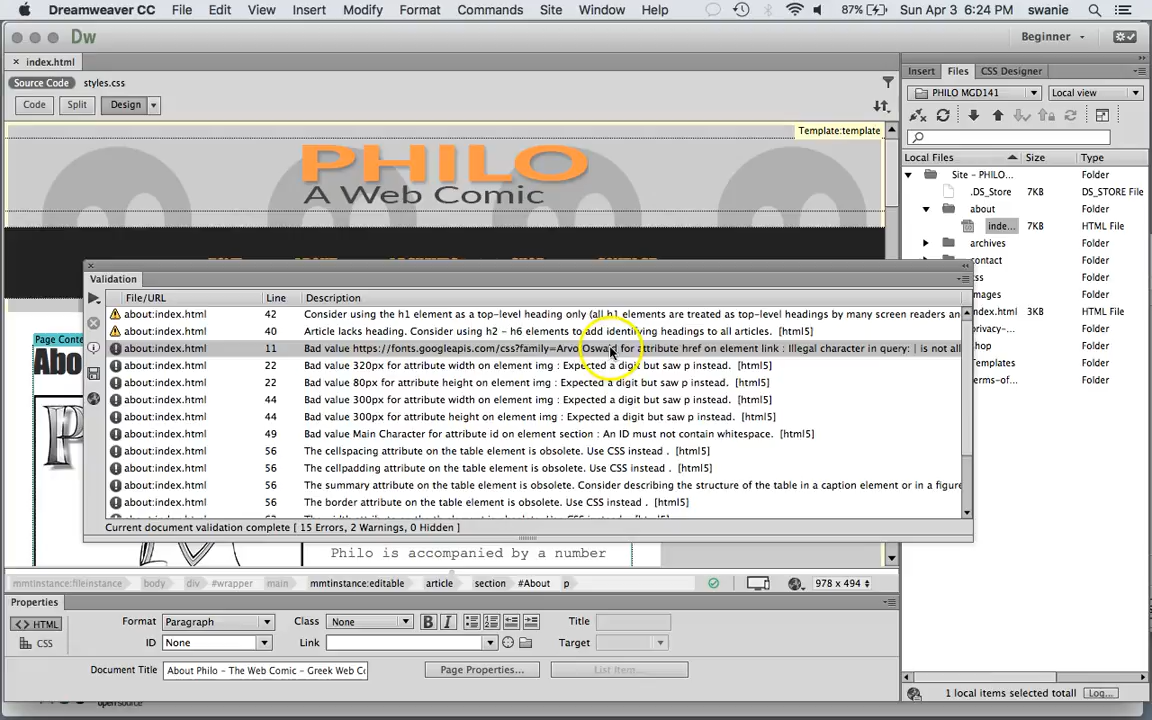 Dreamweaver CC File Edit View Insert Modify Format Commands Site Window Help 87% Sun Apr 3 6:24 PM swanie
Dw Beginner
× index.html
Source Code styles.css
Code Split Design
Template:template
PHILO
A Web Comic
Validation
File/URL Line Description
about:index.html 42 Consider using the h1 element as a top-level heading only (all h1 elements are treated as top-level headings by many screen readers an
about:index.html 40 Article lacks heading. Consider using h2 - h6 elements to add identifying headings to all articles. [html5]
about:index.html 11 Bad value https://fonts.googleapis.com/css?family=Arvo|Oswald for attribute href on element link : Illegal character in query: | is not all
about:index.html 22 Bad value 320px for attribute width on element img : Expected a digit but saw p instead. [html5]
about:index.html 22 Bad value 80px for attribute height on element img : Expected a digit but saw p instead. [html5]
about:index.html 44 Bad value 300px for attribute width on element img : Expected a digit but saw p instead. [html5]
about:index.html 44 Bad value 300px for attribute height on element img : Expected a digit but saw p instead. [html5]
about:index.html 49 Bad value Main Character for attribute id on element section : An ID must not contain whitespace. [html5]
about:index.html 56 The cellspacing attribute on the table element is obsolete. Use CSS instead . [html5]
about:index.html 56 The cellpadding attribute on the table element is obsolete. Use CSS instead . [html5]
about:index.html 56 The summary attribute on the table element is obsolete. Consider describing the structure of the table in a caption element or in a figure
about:index.html 56 The border attribute on the table element is obsolete. Use CSS instead . [html5]
Current document validation complete [ 15 Errors, 2 Warnings, 0 Hidden ]
Page Conte
Abou
Philo is accompanied by a number
mmtinstance:fileinstance body div #wrapper main mmtinstance:editable article section #About p 978 x 494
Properties
<> HTML Format Paragraph Class None B I Title
CSS ID None Link Target
Document Title About Philo - The Web Comic - Greek Web Co Page Properties... List Item...
Insert Files CSS Designer
PHILO MGD141 Local view
Local Files Size Type
Site - PHILO... Folder
.DS_Store 7KB DS_STORE File
about Folder
inde... 7KB HTML File
archives Folder
contact Folder
css Folder
images Folder
privacy- Folder
shop Folder
Templates Folder
terms-of... Folder
1 local items selected totall Log...
open source